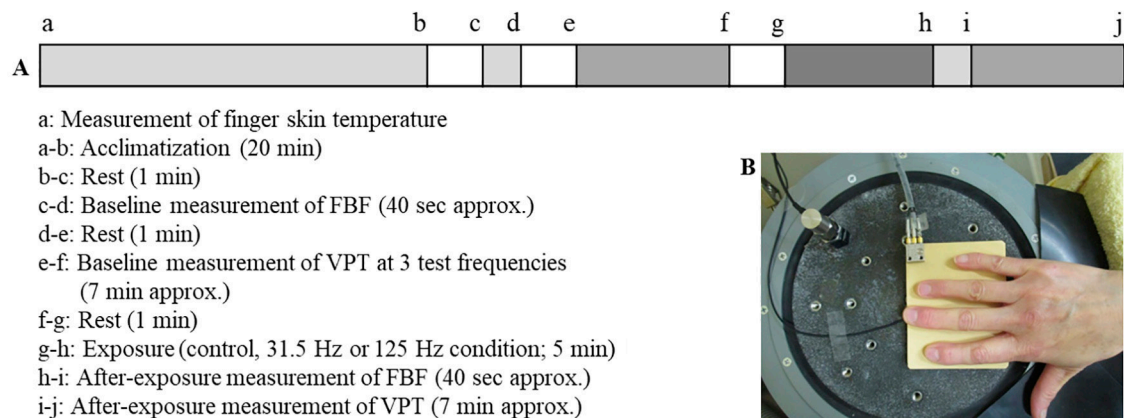 a b c d e f g h i j
A
a: Measurement of finger skin temperature
a-b: Acclimatization (20 min)
b-c: Rest (1 min)
c-d: Baseline measurement of FBF (40 sec approx.)
d-e: Rest (1 min)
e-f: Baseline measurement of VPT at 3 test frequencies
(7 min approx.)
f-g: Rest (1 min)
g-h: Exposure (control, 31.5 Hz or 125 Hz condition; 5 min)
h-i: After-exposure measurement of FBF (40 sec approx.)
i-j: After-exposure measurement of VPT (7 min approx.)
B